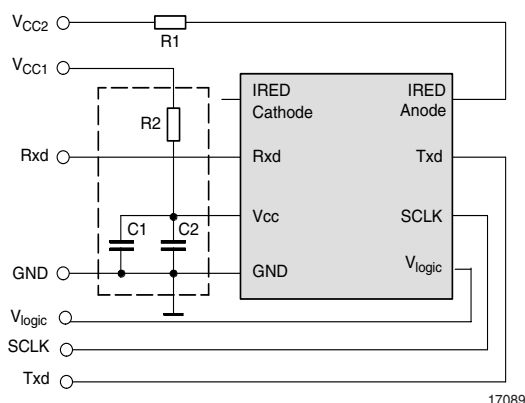 VCC2
R1
VCC1
R2
IRED
Cathode
IRED
Anode
Rxd
Rxd
Txd
C1
C2
Vcc
SCLK
GND
GND
Vlogic
Vlogic
SCLK
Txd
17089